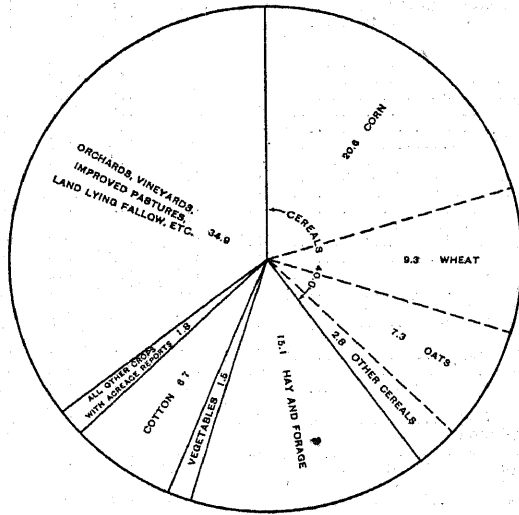 20.6 CORN
CEREALS 40.0
9.3 WHEAT
7.3 OATS
2.8 OTHER CEREALS
15.1 HAY AND FORAGE
VEGETABLES 1.5
COTTON 6.7
ALL OTHER CROPS
WITH ACREAGE REPORTS 1.8
ORCHARDS, VINEYARDS,
IMPROVED PASTURES,
LAND LYING FALLOW, ETC. 34.9